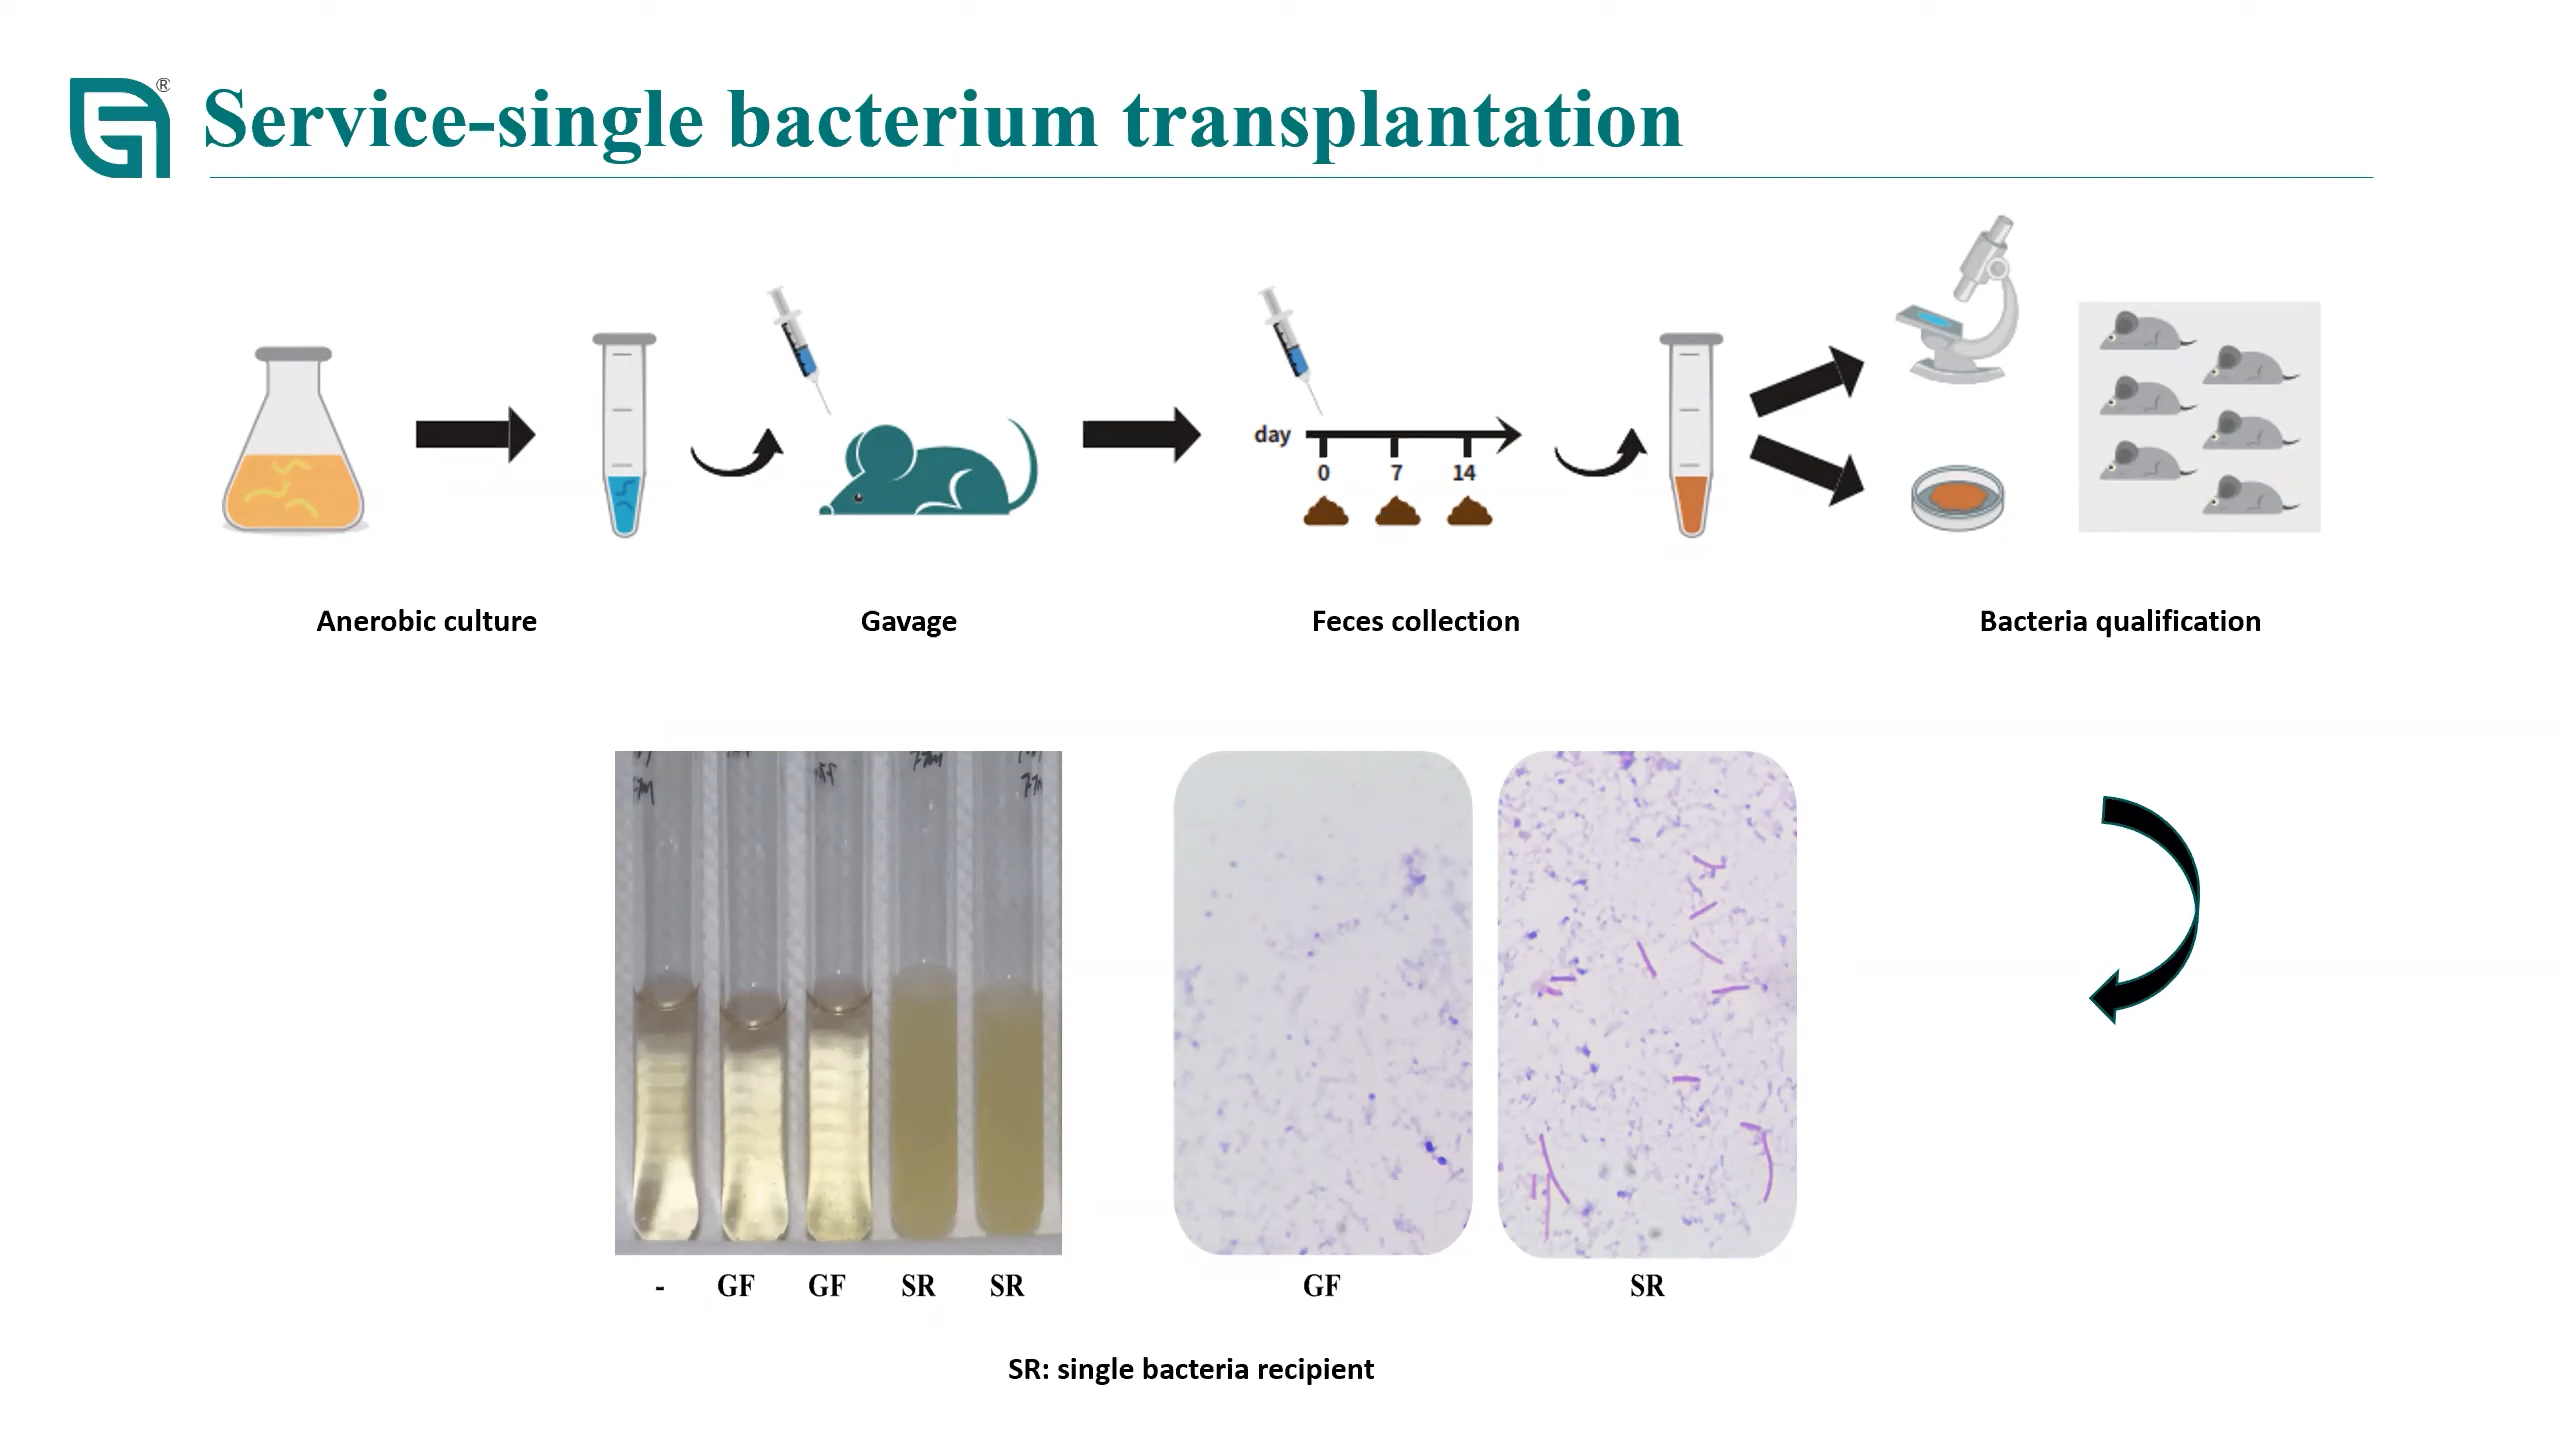 ®
Service-single bacterium transplantation
day
0 7 14
Anerobic culture
Gavage
Feces collection
Bacteria qualification
- GF GF SR SR
GF
SR
SR: single bacteria recipient